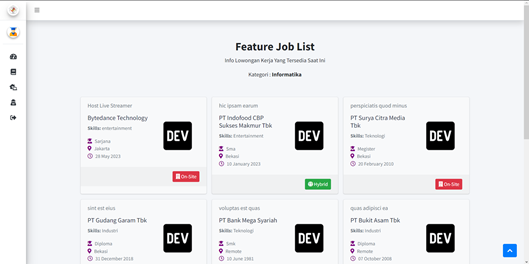 Feature Job List
Info Lowongan Kerja Yang Tersedia Saat Ini
Kategori : Informatika
Host Live Streamer
Bytedance Technology
Skills: entertainment
DEV
Sarjana
Jakarta
29 May 2023
On-Site
hic ipsam earum
PT Indofood CBP
Sukses Makmur Tbk
Skills: Entertainment
DEV
Sma
Bekasi
10 January 2023
Hybrid
perspiciatis quod minus
PT Surya Citra Media
Tbk
Skills: Teknologi
DEV
Magister
Bekasi
20 February 2010
On-Site
sint est eius
PT Gudang Garam Tbk
Skills: Industri
DEV
Diploma
Bekasi
31 December 2018
voluptas est quas
PT Bank Mega Syariah
Skills: Teknologi
DEV
Smk
Remote
10 June 1981
quas adipisci ea
PT Bukit Asam Tbk
Skills: Industri
DEV
Diploma
Remote
07 October 2008